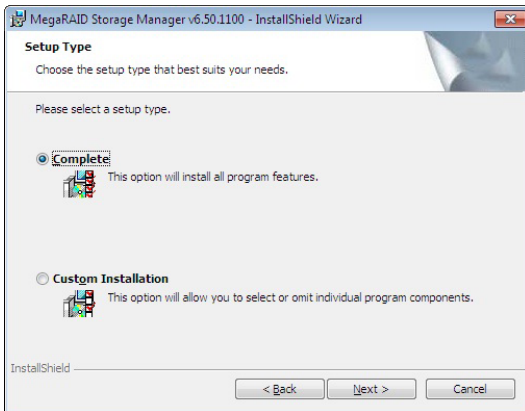 MegaRAID Storage Manager v6.50.1100 - InstallShield Wizard
Setup Type
Choose the setup type that best suits your needs.
Please select a setup type.
Complete
This option will install all program features.
Custom Installation
This option will allow you to select or omit individual program components.
InstallShield
< Back
Next >
Cancel